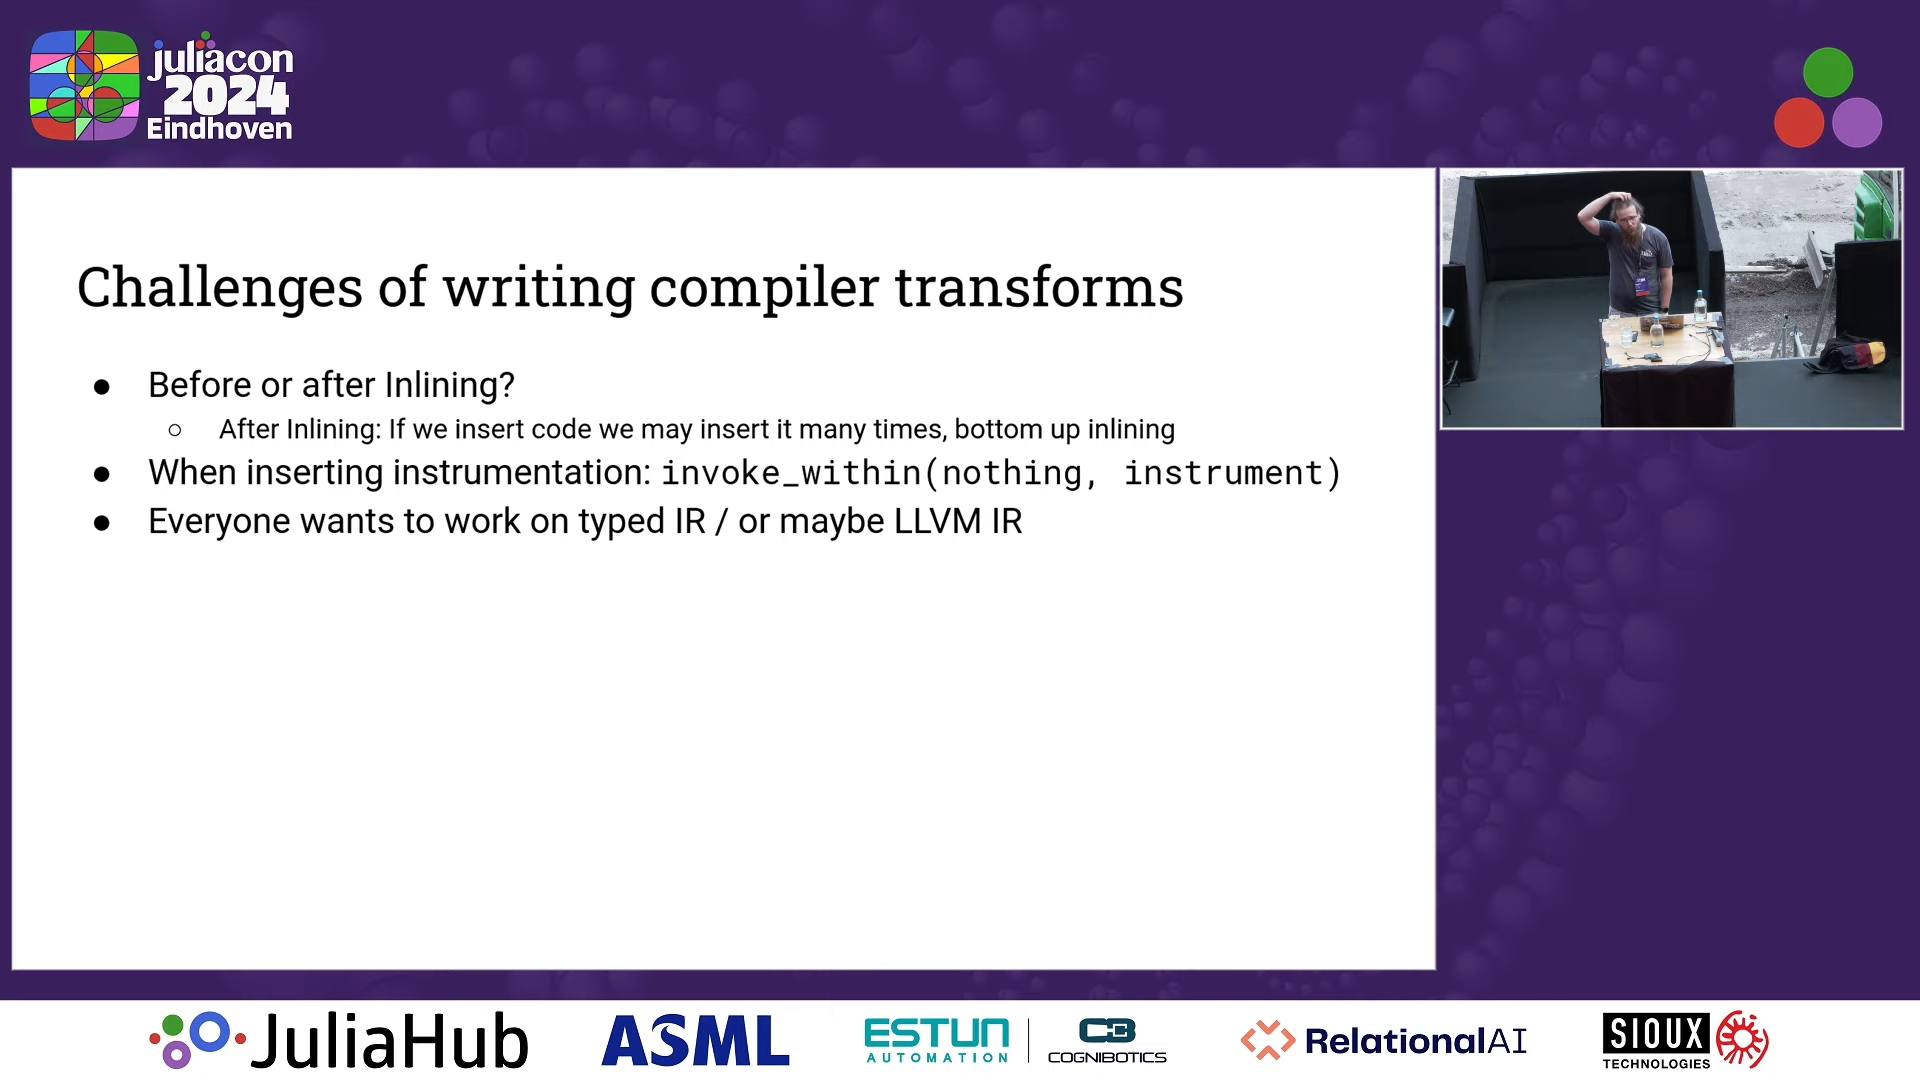 juliacon
2024
Eindhoven
Challenges of writing compiler transforms
● Before or after Inlining?
○ After Inlining: If we insert code we may insert it many times, bottom up inlining
● When inserting instrumentation: invoke_within(nothing, instrument)
● Everyone wants to work on typed IR / or maybe LLVM IR
JuliaHub
ASML
ESTUN
AUTOMATION
COGNIBOTICS
RelationalAI
SIOUX
TECHNOLOGIES